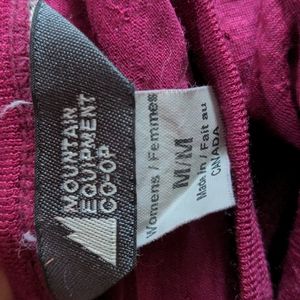 MOUNTAIN
EQUIPMENT
CO-OP
Womens / Femmes
M/M
Made in / Fait au
CANADA